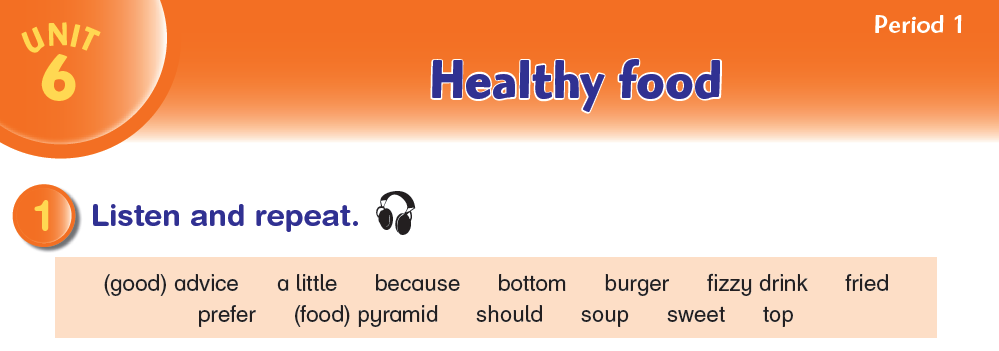 UNIT
6
Period 1
Healthy food
1 Listen and repeat.
(good) advice a little because bottom burger fizzy drink fried
prefer (food) pyramid should soup sweet top